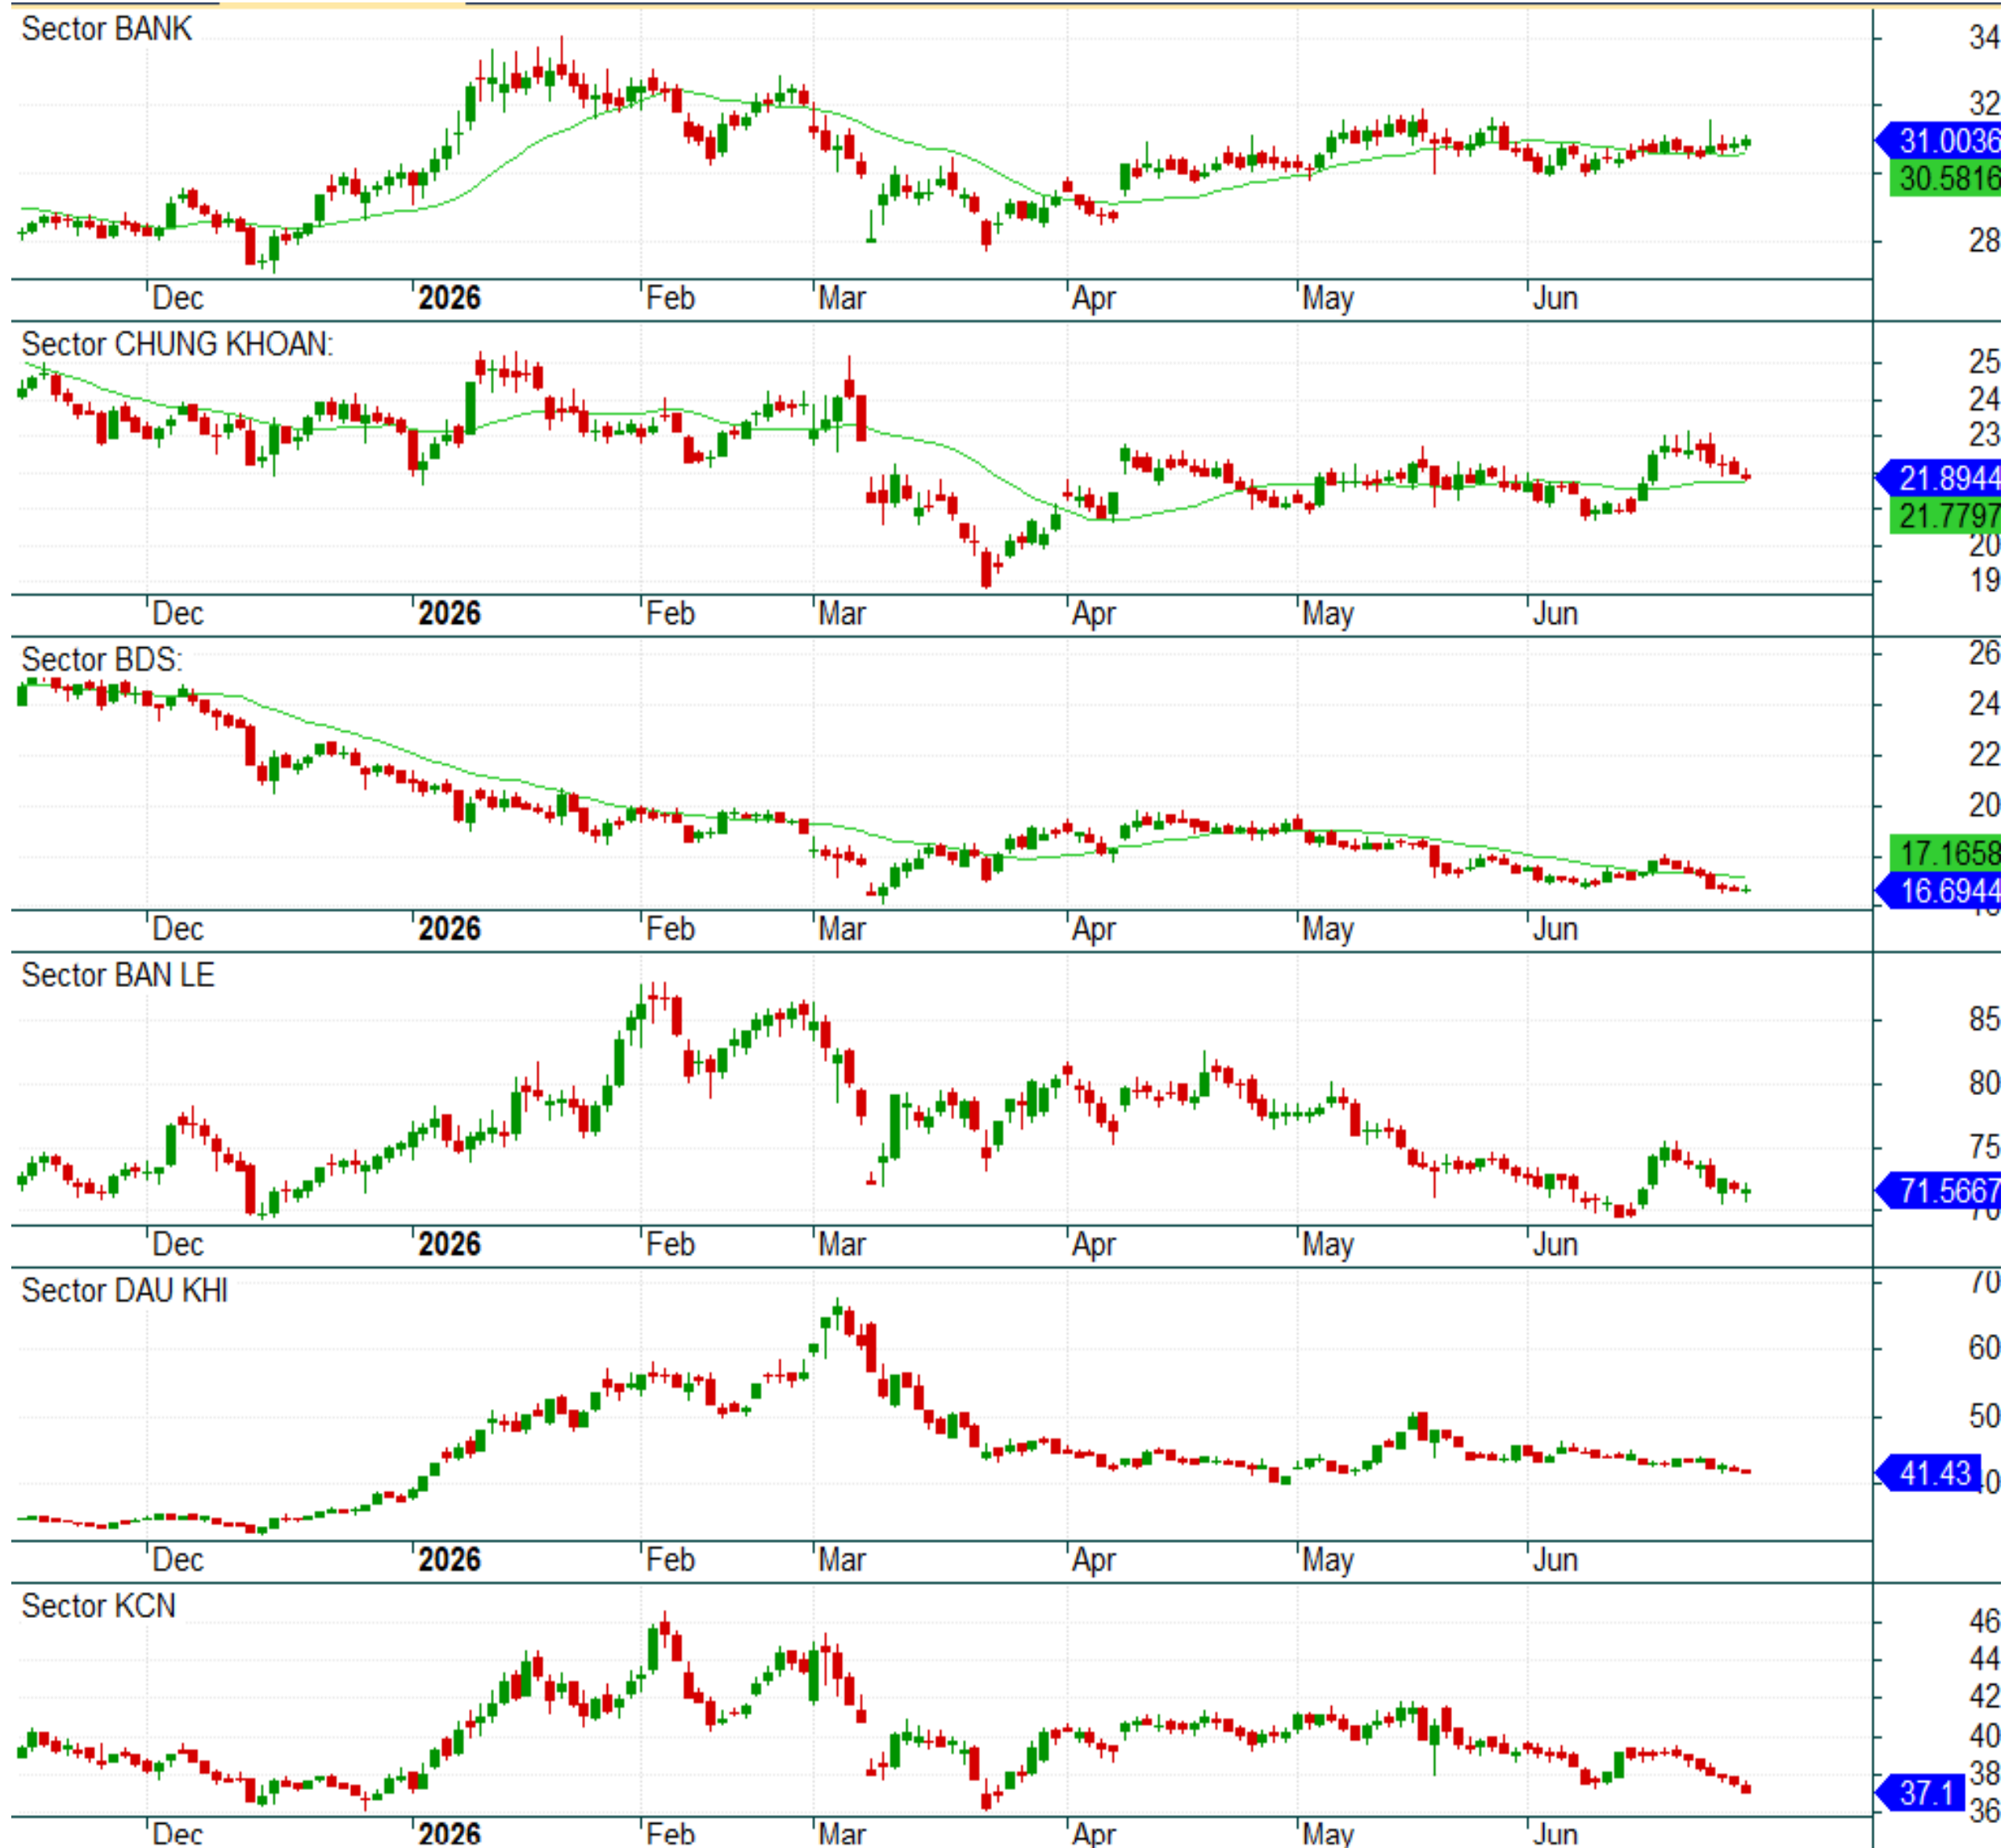 Sector BANK
34
32
31.0036
30.5816
28
Dec 2026 Feb Mar Apr May Jun
Sector CHUNG KHOAN:
25
24
23
21.8944
21.7797
20
19
Dec 2026 Feb Mar Apr May Jun
Sector BDS:
26
24
22
20
17.1658
16.6944
Dec 2026 Feb Mar Apr May Jun
Sector BAN LE
85
80
75
71.5667
70
Dec 2026 Feb Mar Apr May Jun
Sector DAU KHI
70
60
50
41.43
Dec 2026 Feb Mar Apr May Jun
Sector KCN
46
44
42
40
38
37.1
36
Dec 2026 Feb Mar Apr May Jun